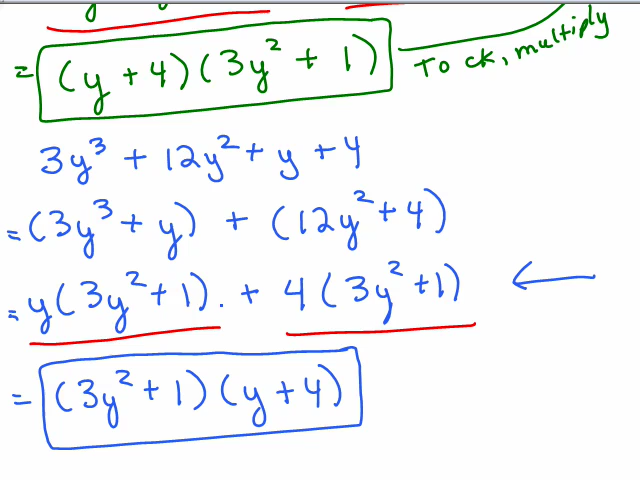 = (y + 4)(3y² + 1)
To ck, multiply
3y³ + 12y² + y + 4
= (3y³ + y) + (12y² + 4)
= y(3y² + 1) . + 4(3y² + 1)
= (3y² + 1)(y + 4)